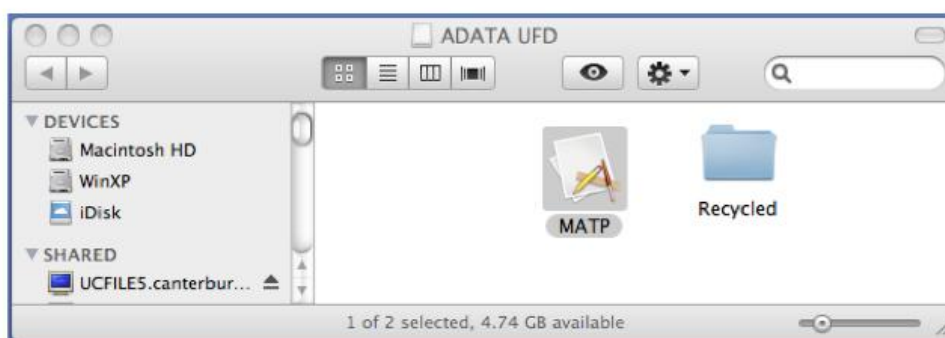 ADATA UFD
DEVICES
Macintosh HD
WinXP
iDisk
SHARED
UCFILES.canterbur...
MATP
Recycled
1 of 2 selected, 4.74 GB available